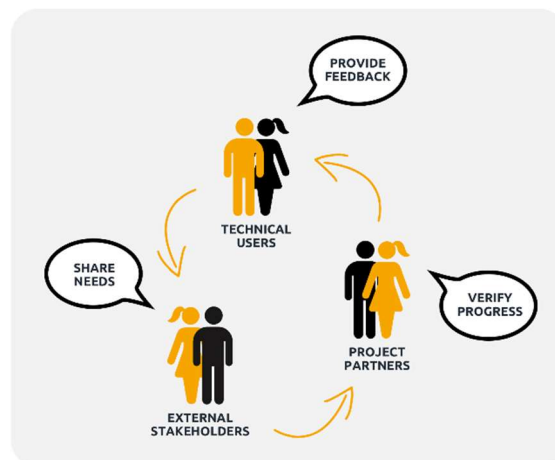 PROVIDE
FEEDBACK
TECHNICAL
USERS
SHARE
NEEDS
VERIFY
PROGRESS
PROJECT
PARTNERS
EXTERNAL
STAKEHOLDERS